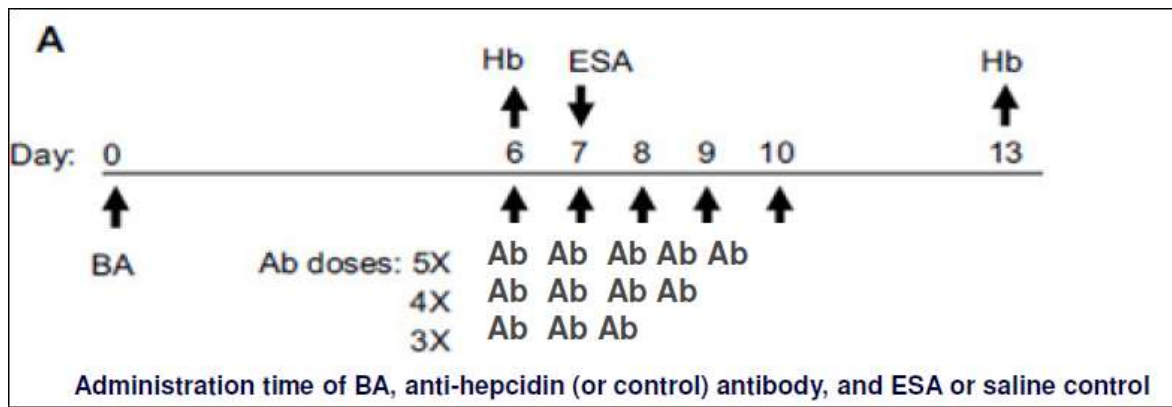 A
Hb ESA Hb
Day: 0 6 7 8 9 10 13
BA
Ab doses: 5X Ab Ab Ab Ab Ab
4X Ab Ab Ab Ab
3X Ab Ab Ab
Administration time of BA, anti-hepcidin (or control) antibody, and ESA or saline control